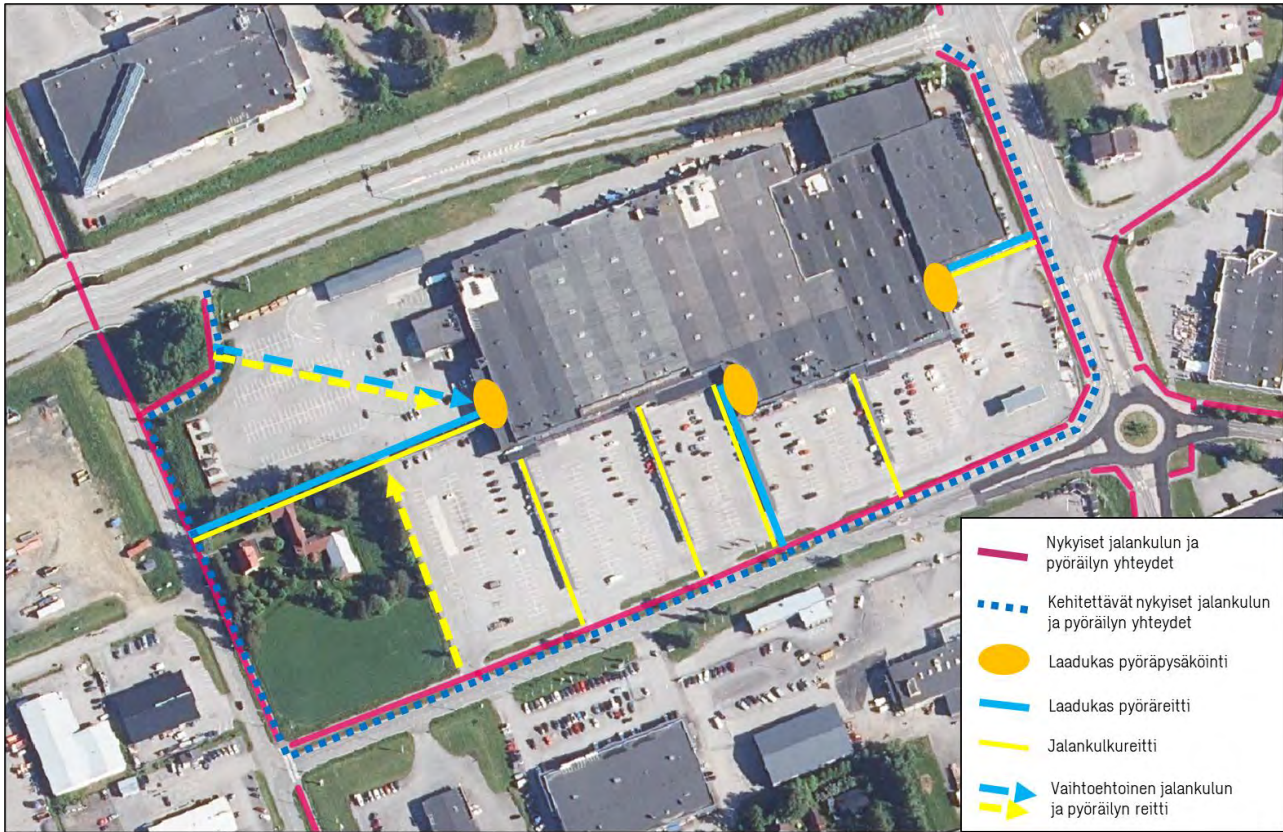 Nykyiset jalankulun ja
pyöräilyn yhteydet
Kehitettävät nykyiset jalankulun
ja pyöräilyn yhteydet
Laadukas pyöräpysäköinti
Laadukas pyöräreitti
Jalankulkureitti
Vaihtoehtoinen jalankulun
ja pyöräilyn reitti